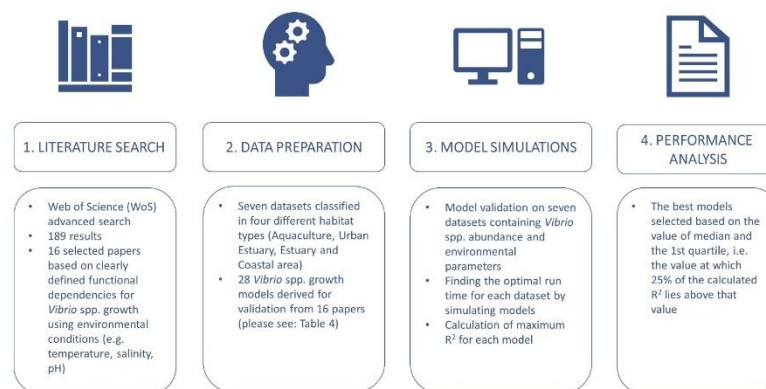 1. LITERATURE SEARCH
Web of Science (WoS)
advanced search
189 results
16 selected papers
based on clearly
defined functional
dependencies for
Vibrio spp. growth
using environmental
conditions (e.g.
temperature, salinity,
pH)
2. DATA PREPARATION
Seven datasets classified
in four different habitat
types (Aquaculture, Urban
Estuary, Estuary and
Coastal area)
28 Vibrio spp. growth
models derived for
validation from 16 papers
(please see: Table 4)
3. MODEL SIMULATIONS
Model validation on seven
datasets containing Vibrio
spp. abundance and
environmental
parameters
Finding the optimal run
time for each dataset by
simulating models
Calculation of maximum
R² for each model
4. PERFORMANCE
ANALYSIS
The best models
selected based on the
value of median and
the 1st quartile, i.e.
the value at which
25% of the calculated
R² lies above that
value